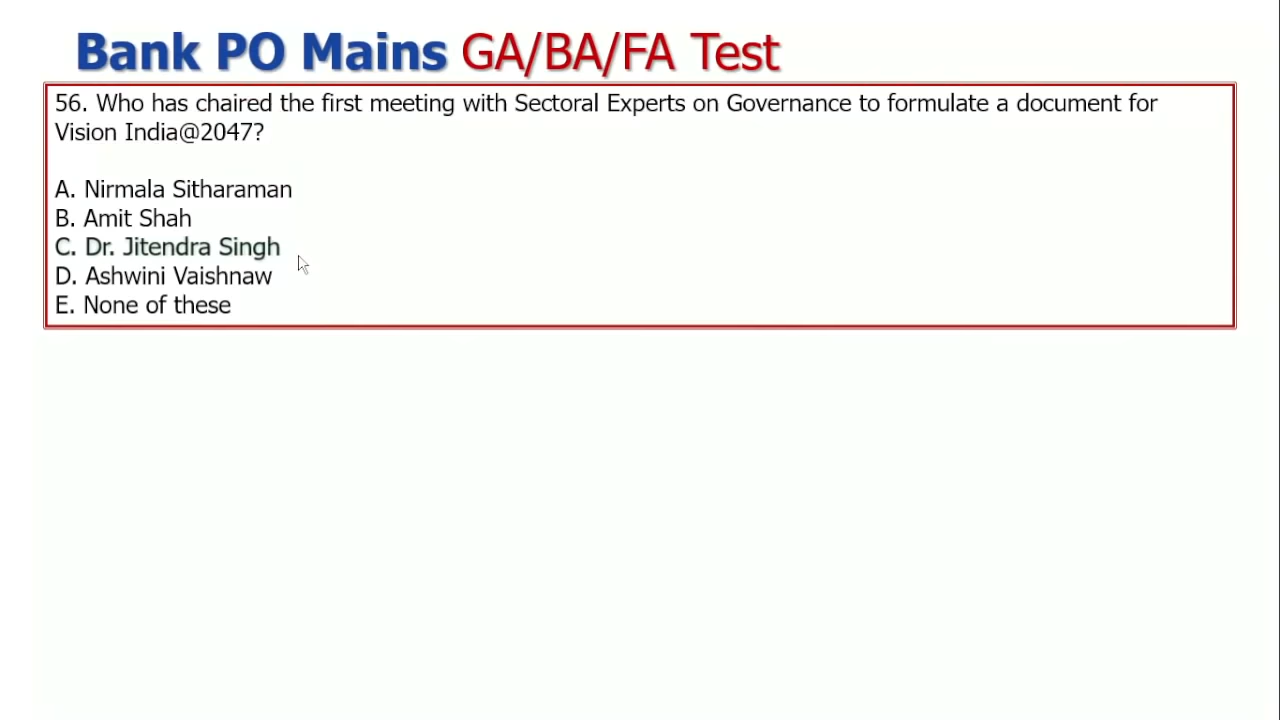 Bank PO Mains GA/BA/FA Test
56. Who has chaired the first meeting with Sectoral Experts on Governance to formulate a document for
Vision India@2047?
A. Nirmala Sitharaman
B. Amit Shah
C. Dr. Jitendra Singh
D. Ashwini Vaishnaw
E. None of these